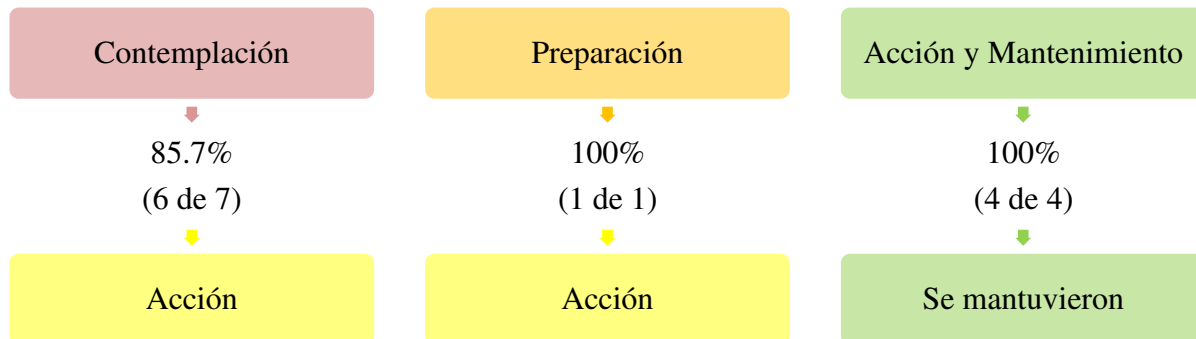 Contemplación
85.7%
(6 de 7)
Acción
Preparación
100%
(1 de 1)
Acción
Acción y Mantenimiento
100%
(4 de 4)
Se mantuvieron